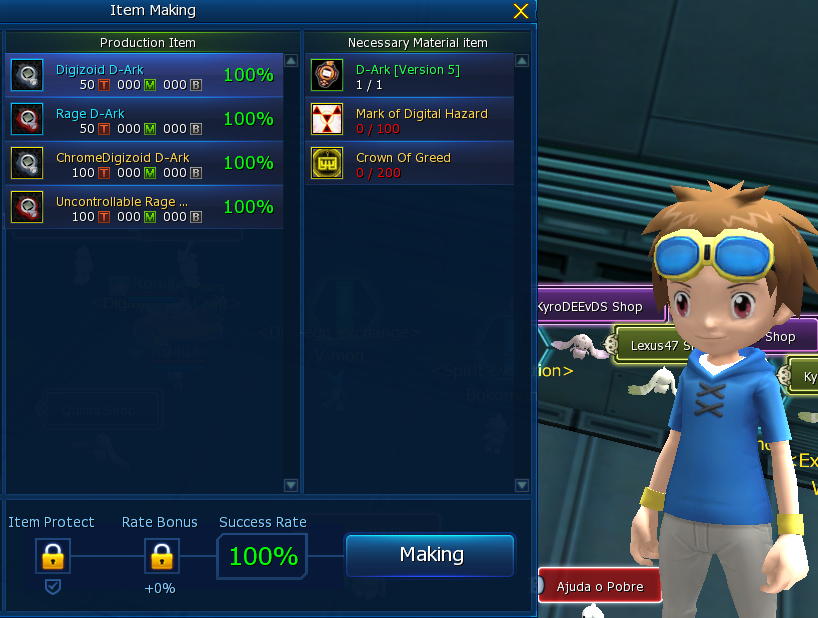 Item Making
Production Item
Digizoid D-Ark
50 T 000 M 000 B
100%
Rage D-Ark
50 T 000 M 000 B
100%
ChromeDigizoid D-Ark
100 T 000 M 000 B
100%
Uncontrollable Rage ...
100 T 000 M 000 B
100%
Necessary Material item
D-Ark [Version 5]
1 / 1
Mark of Digital Hazard
0 / 100
Crown Of Greed
0 / 200
Item Protect
Rate Bonus
+0%
Success Rate
100%
Making
KyroDEEvDS Shop
Lexus47 S
Shop
Ky
ion>
<Ex
Ajuda o Pobre